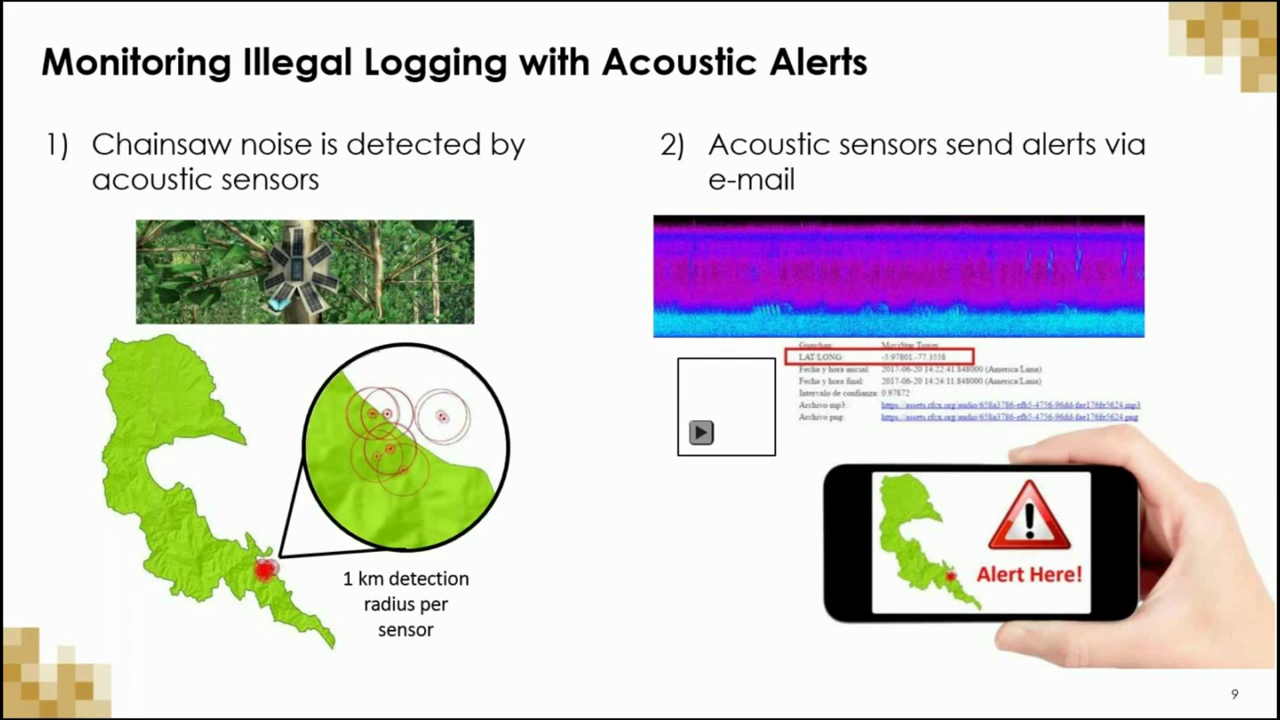 Monitoring Illegal Logging with Acoustic Alerts
1) Chainsaw noise is detected by
acoustic sensors
1 km detection
radius per
sensor
2) Acoustic sensors send alerts via
e-mail
LAT/LONG: -5.97801,-77.3558
Fecha y hora inicial: 2017-06-20 14:22:41.848000 (America/Lima)
Fecha y hora final: 2017-06-20 14:24:11.848000 (America/Lima)
Intervalo de confianza: 0.97872
Archivo mp3:
Archivo png:
Alert Here!
9